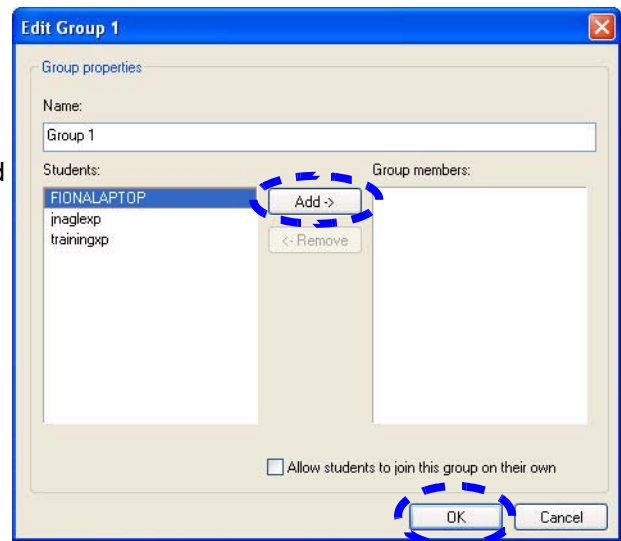 Edit Group 1
Group properties
Name:
Group 1
Students:
Group members:
FIONALAPTOP
jnaglexp
trainingxp
Add ->
<- Remove
Allow students to join this group on their own
OK
Cancel